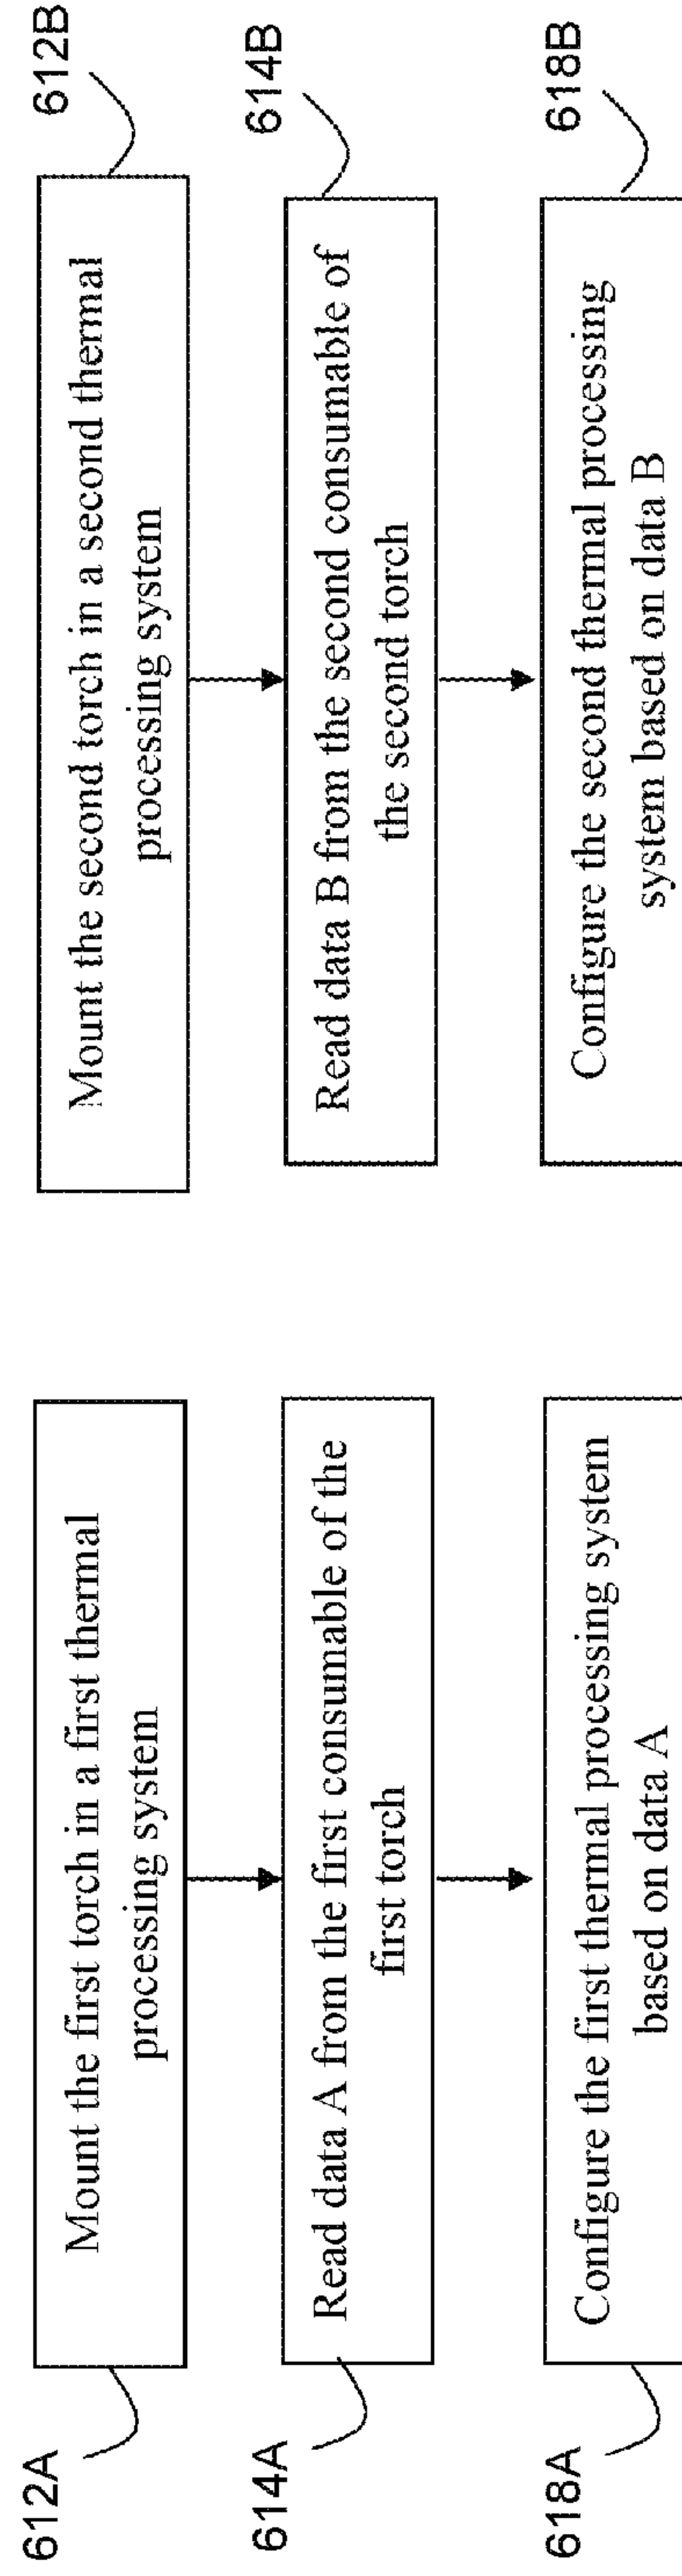 612A
Mount the first torch in a first thermal
processing system
612B
Mount the second torch in a second thermal
processing system
614A
Read data A from the first consumable of the
first torch
614B
Read data B from the second consumable of
the second torch
618A
Configure the first thermal processing system
based on data A
618B
Configure the second thermal processing
system based on data B